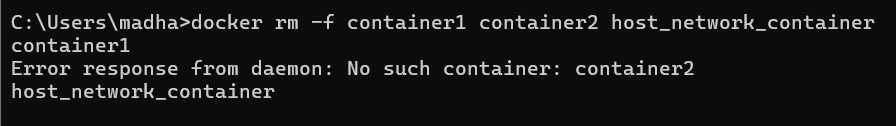 C:\Users\madha>docker rm -f container1 container2 host_network_container
container1
Error response from daemon: No such container: container2
host_network_container